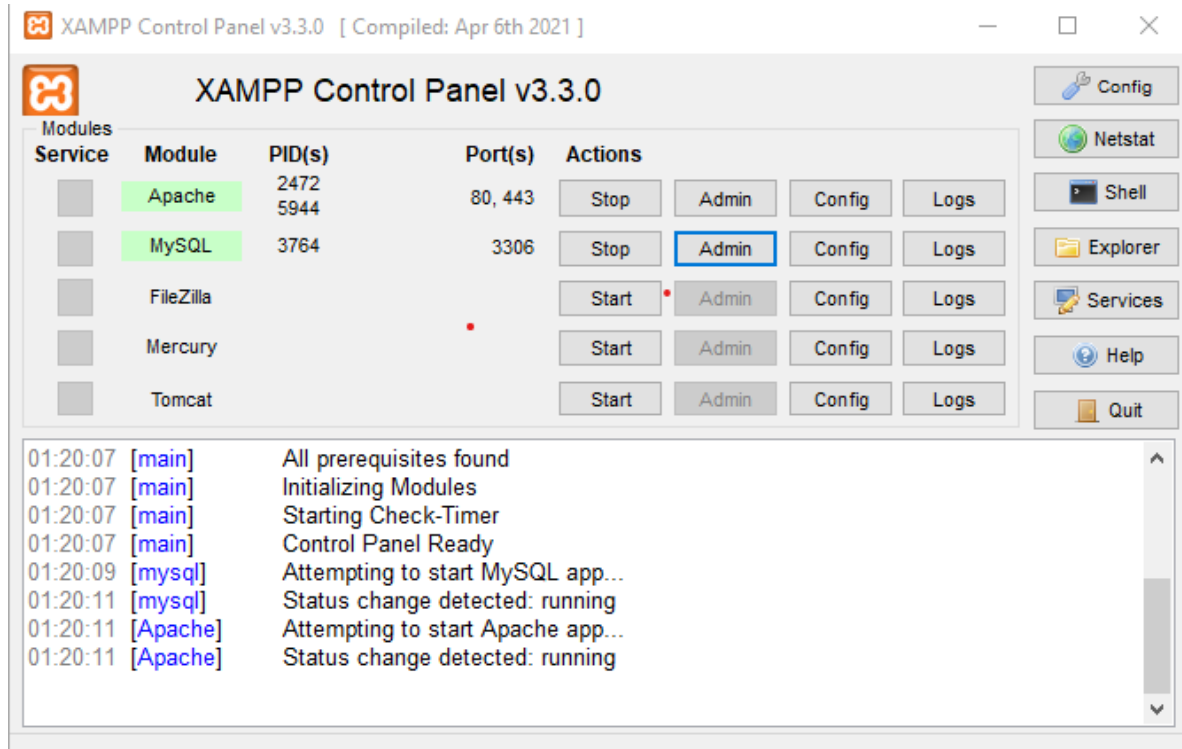 XAMPP Control Panel v3.3.0 [ Compiled: Apr 6th 2021 ]
XAMPP Control Panel v3.3.0
Config
Modules
Netstat
Service Module PID(s) Port(s) Actions
Apache 2472 5944 80, 443 Stop Admin Config Logs
Shell
MySQL 3764 3306 Stop Admin Config Logs
Explorer
FileZilla Start Admin Config Logs
Services
Mercury Start Admin Config Logs
Help
Tomcat Start Admin Config Logs
Quit
01:20:07 [main] All prerequisites found
01:20:07 [main] Initializing Modules
01:20:07 [main] Starting Check-Timer
01:20:07 [main] Control Panel Ready
01:20:09 [mysql] Attempting to start MySQL app...
01:20:11 [mysql] Status change detected: running
01:20:11 [Apache] Attempting to start Apache app...
01:20:11 [Apache] Status change detected: running